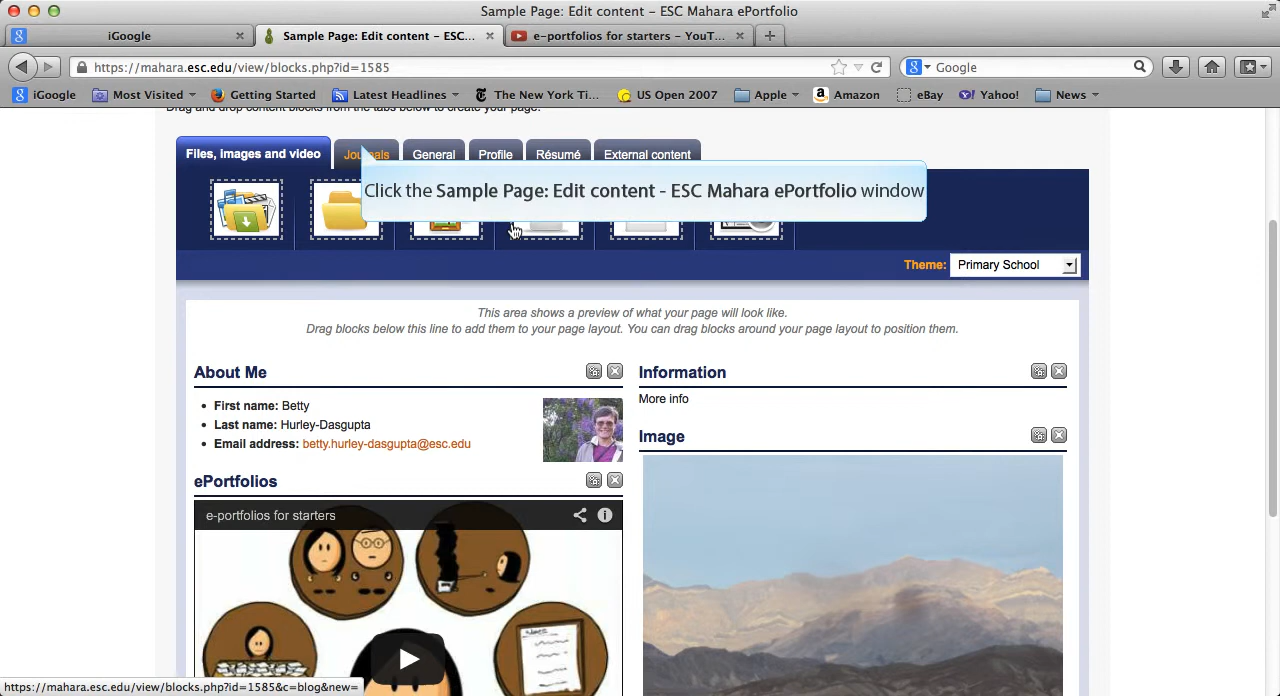 Sample Page: Edit content – ESC Mahara ePortfolio
iGoogle
Sample Page: Edit content – ESC...
e-portfolios for starters – YouT...
https://mahara.esc.edu/view/blocks.php?id=1585
Google
iGoogle Most Visited Getting Started Latest Headlines The New York Ti... US Open 2007 Apple Amazon eBay Yahoo! News
Drag and drop content blocks from the tabs below to create your page.
Files, images and video Journals General Profile Résumé External content
Click the Sample Page: Edit content - ESC Mahara ePortfolio window
Theme: Primary School
This area shows a preview of what your page will look like.
Drag blocks below this line to add them to your page layout. You can drag blocks around your page layout to position them.
About Me
First name: Betty
Last name: Hurley-Dasgupta
Email address: betty.hurley-dasgupta@esc.edu
ePortfolios
e-portfolios for starters
Information
More info
Image
https://mahara.esc.edu/view/blocks.php?id=1585&c=blog&new=